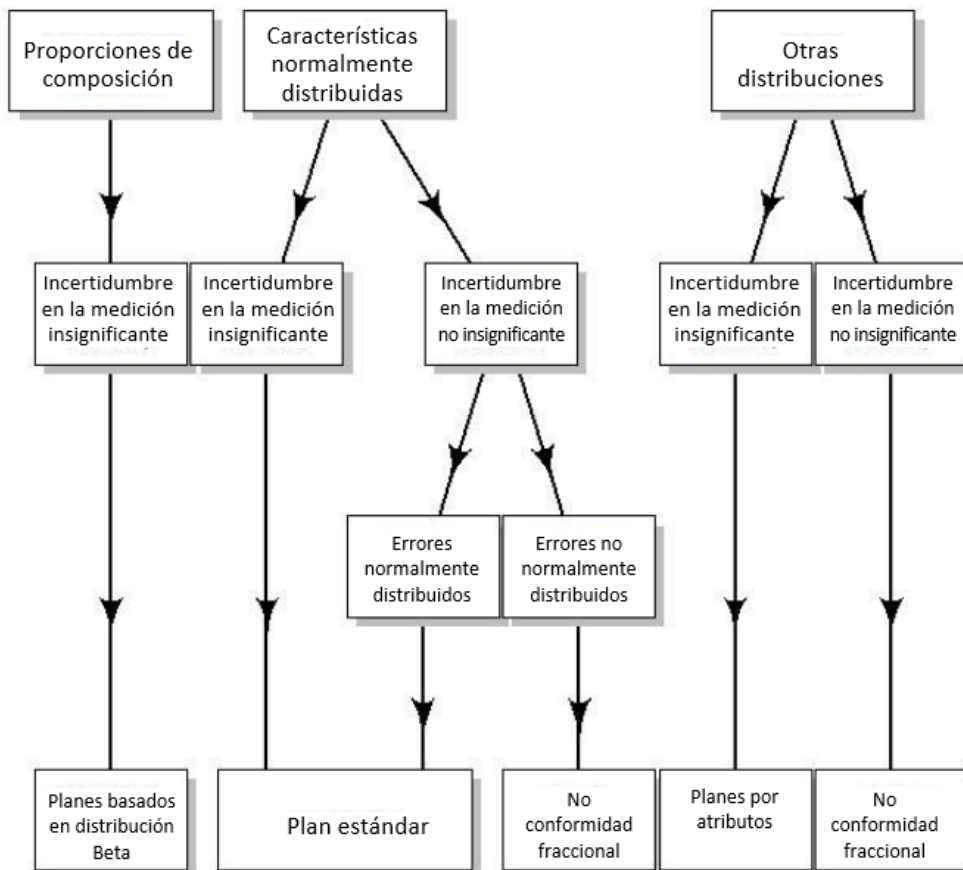 Proporciones de
composición
Características
normalmente
distribuidas
Otras
distribuciones
Incertidumbre
en la medición
insignificante
Incertidumbre
en la medición
insignificante
Incertidumbre
en la medición
no insignificante
Incertidumbre
en la medición
insignificante
Incertidumbre
en la medición
no insignificante
Errores
normalmente
distribuidos
Errores no
normalmente
distribuidos
Planes basados
en distribución
Beta
Plan estándar
No
conformidad
fraccional
Planes por
atributos
No
conformidad
fraccional